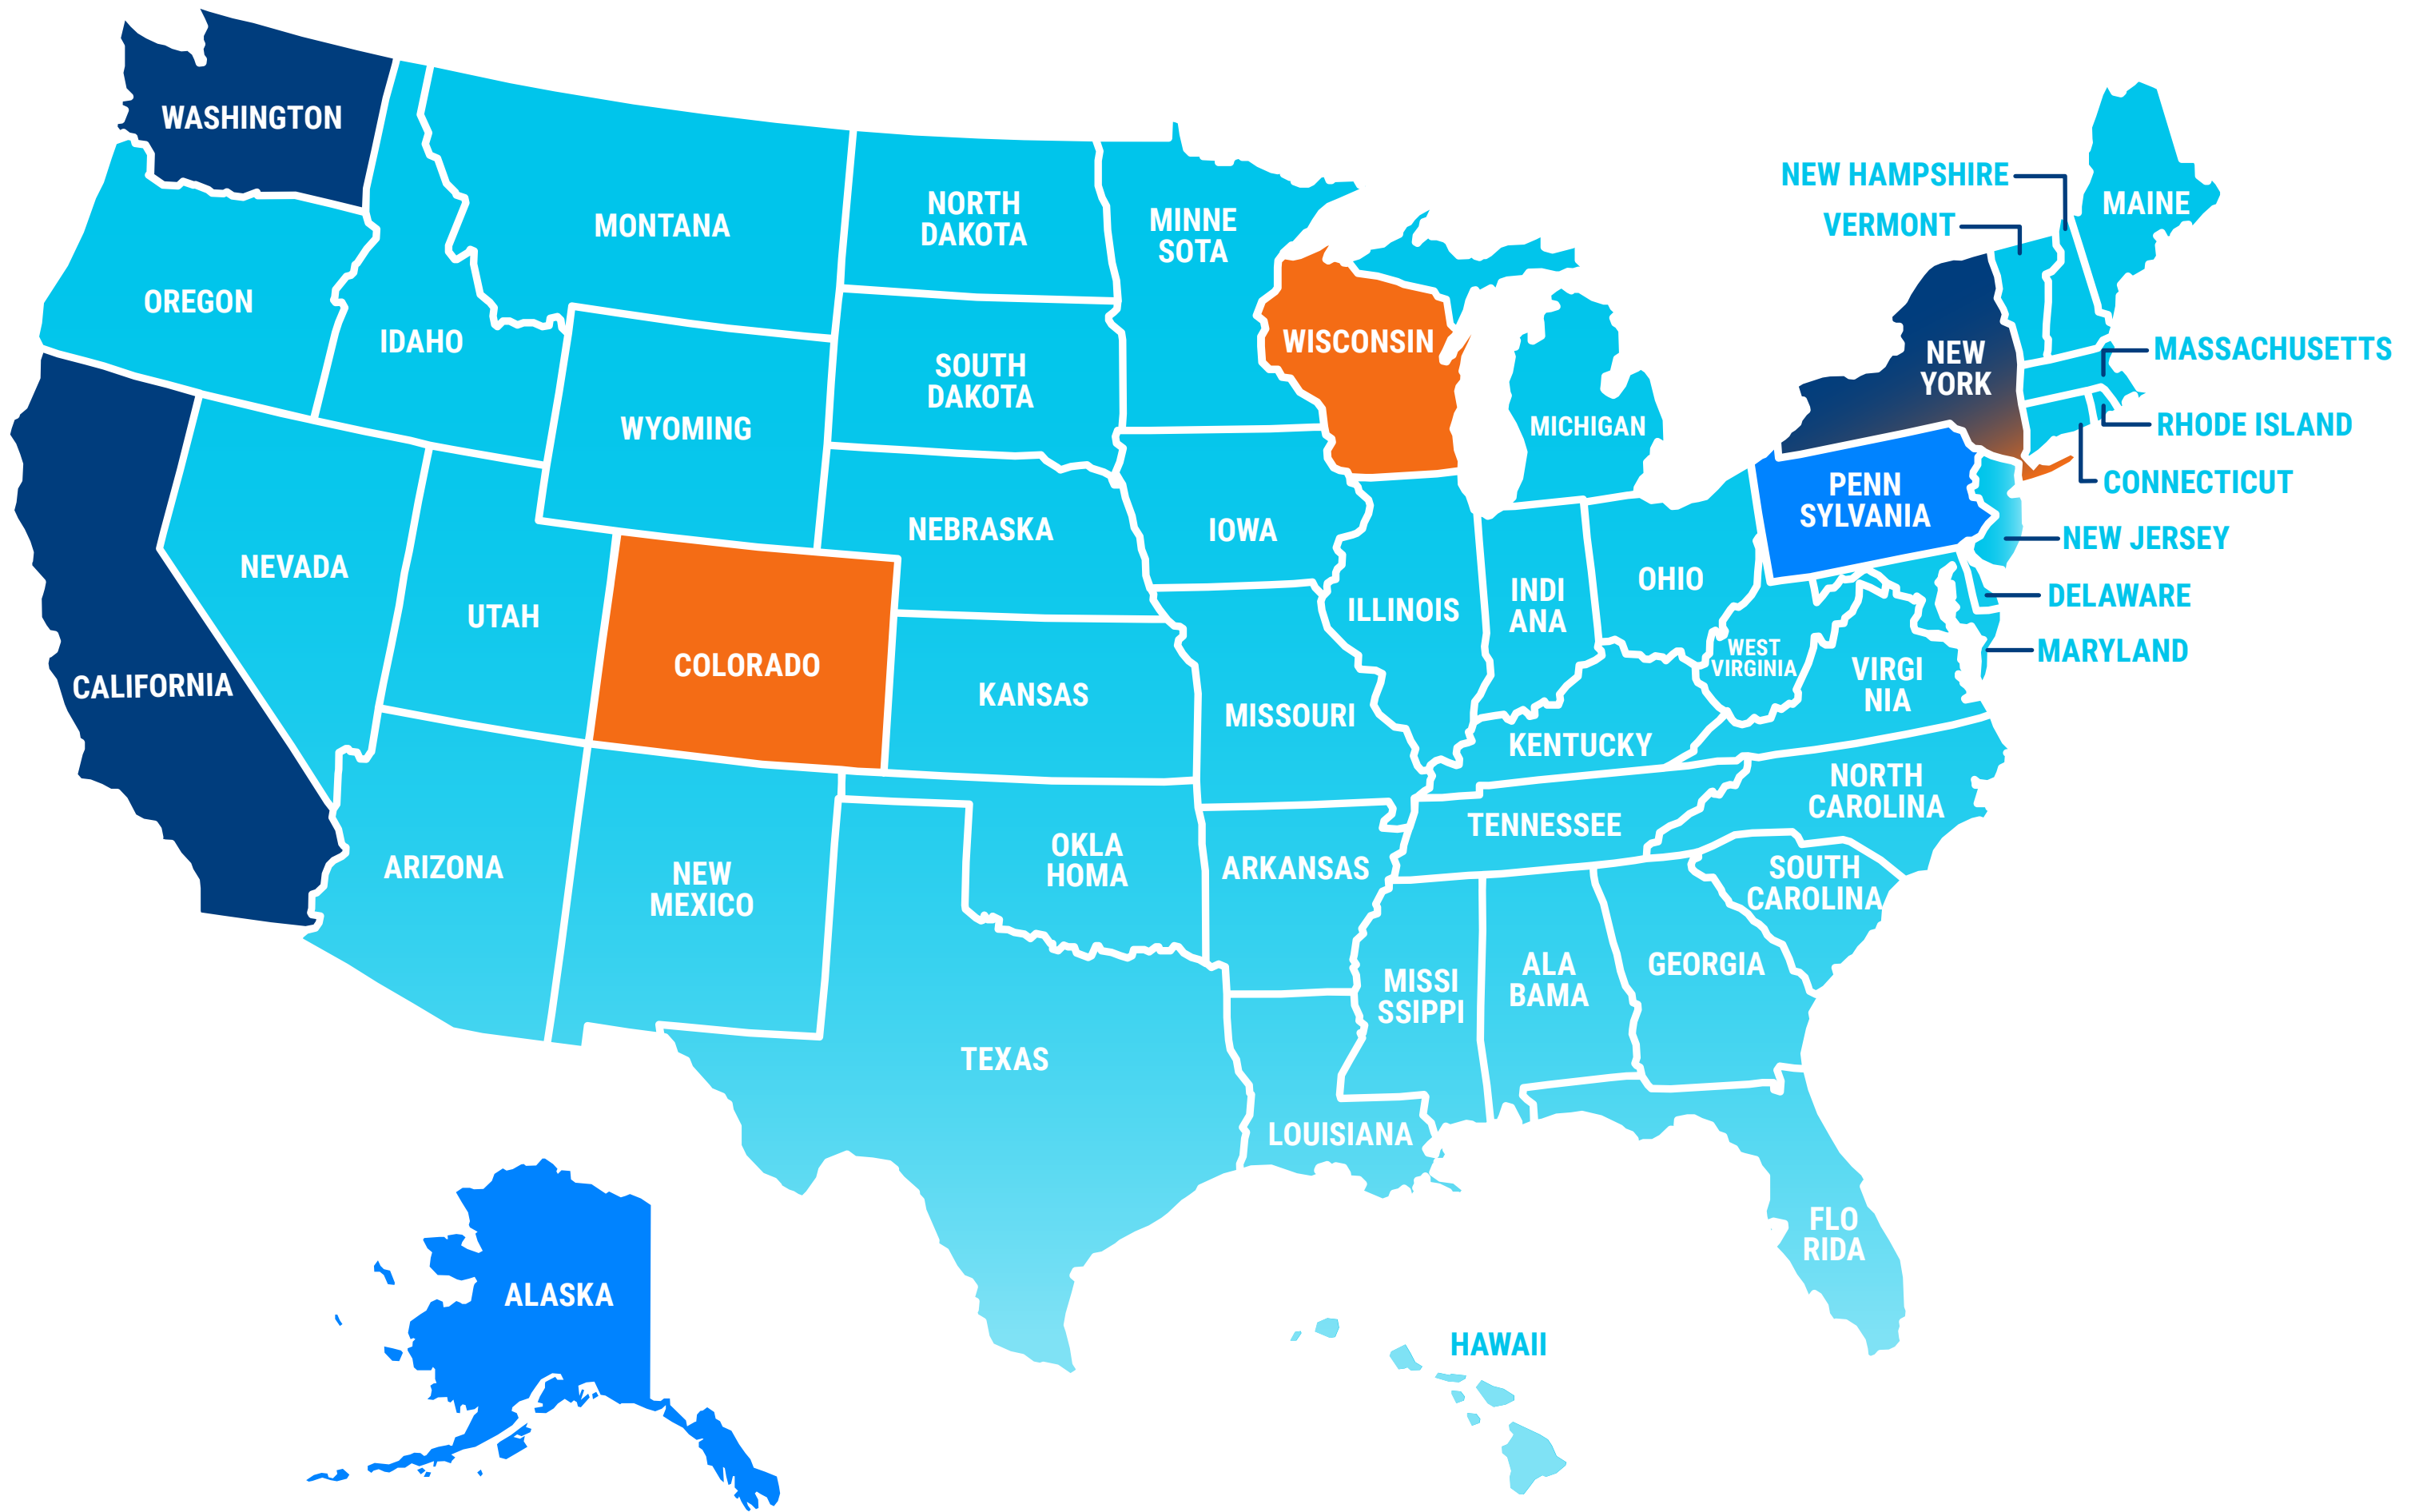 WASHINGTON
OREGON
CALIFORNIA
IDAHO
NEVADA
MONTANA
WYOMING
UTAH
COLORADO
ARIZONA
NEW
MEXICO
NORTH
DAKOTA
SOUTH
DAKOTA
NEBRASKA
KANSAS
OKLA
HOMA
TEXAS
MINNE
SOTA
IOWA
MISSOURI
ARKANSAS
LOUISIANA
WISCONSIN
ILLINOIS
MICHIGAN
INDI
ANA
OHIO
KENTUCKY
TENNESSEE
MISSI
SSIPPI
ALA
BAMA
GEORGIA
FLO
RIDA
SOUTH
CAROLINA
NORTH
CAROLINA
VIRGI
NIA
WEST
VIRGINIA
PENN
SYLVANIA
NEW
YORK
NEW HAMPSHIRE
VERMONT
MAINE
MASSACHUSETTS
RHODE ISLAND
CONNECTICUT
NEW JERSEY
DELAWARE
MARYLAND
ALASKA
HAWAII